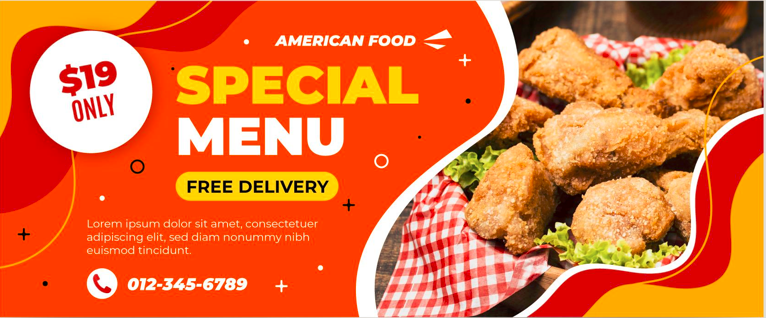 AMERICAN FOOD
$19
ONLY
SPECIAL
MENU
FREE DELIVERY
Lorem ipsum dolor sit amet, consectetuer
adipiscing elit, sed diam nonummy nibh
euismod tincidunt.
012-345-6789